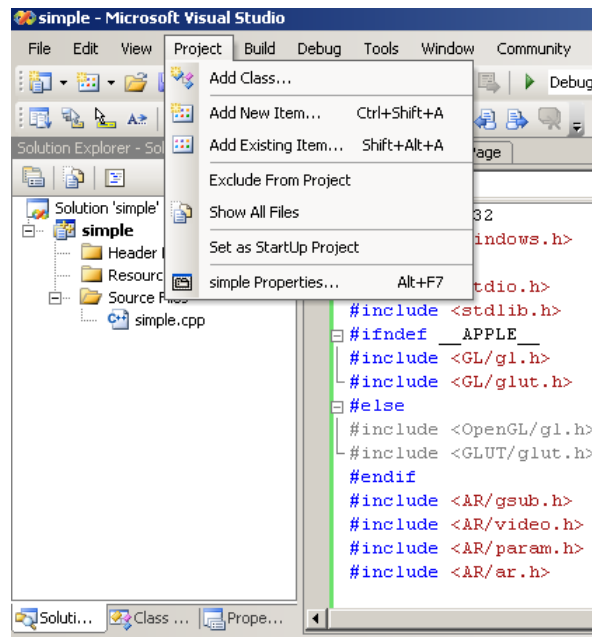 simple - Microsoft Visual Studio
File Edit View Project Build Debug Tools Window Community
Add Class...
Debug
Add New Item... Ctrl+Shift+A
Add Existing Item... Shift+Alt+A
Solution Explorer - Sol
age
Exclude From Project
Solution 'simple'
Show All Files
32
simple
indows.h>
Header
Set as StartUp Project
Resourc
simple Properties... Alt+F7
tdio.h>
Source Files
#include <stdlib.h>
simple.cpp
#ifndef __APPLE__
#include <GL/gl.h>
#include <GL/glut.h>
#else
#include <OpenGL/gl.h>
#include <GLUT/glut.h>
#endif
#include <AR/gsub.h>
#include <AR/video.h>
#include <AR/param.h>
#include <AR/ar.h>
Soluti... Class ... Prope...